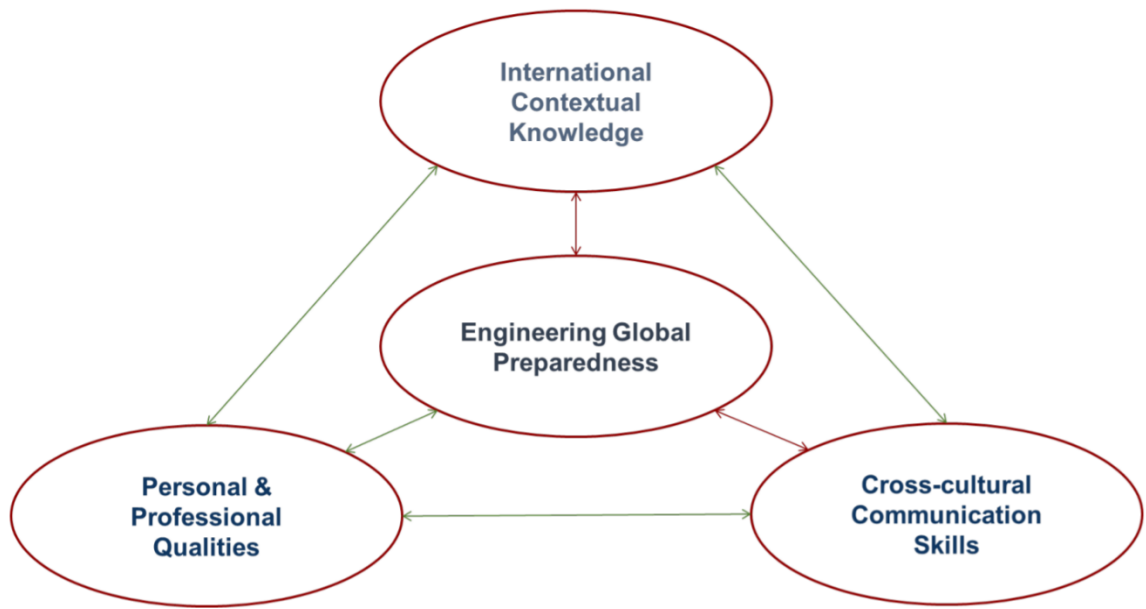 International
Contextual
Knowledge
Engineering Global
Preparedness
Personal &
Professional
Qualities
Cross-cultural
Communication
Skills